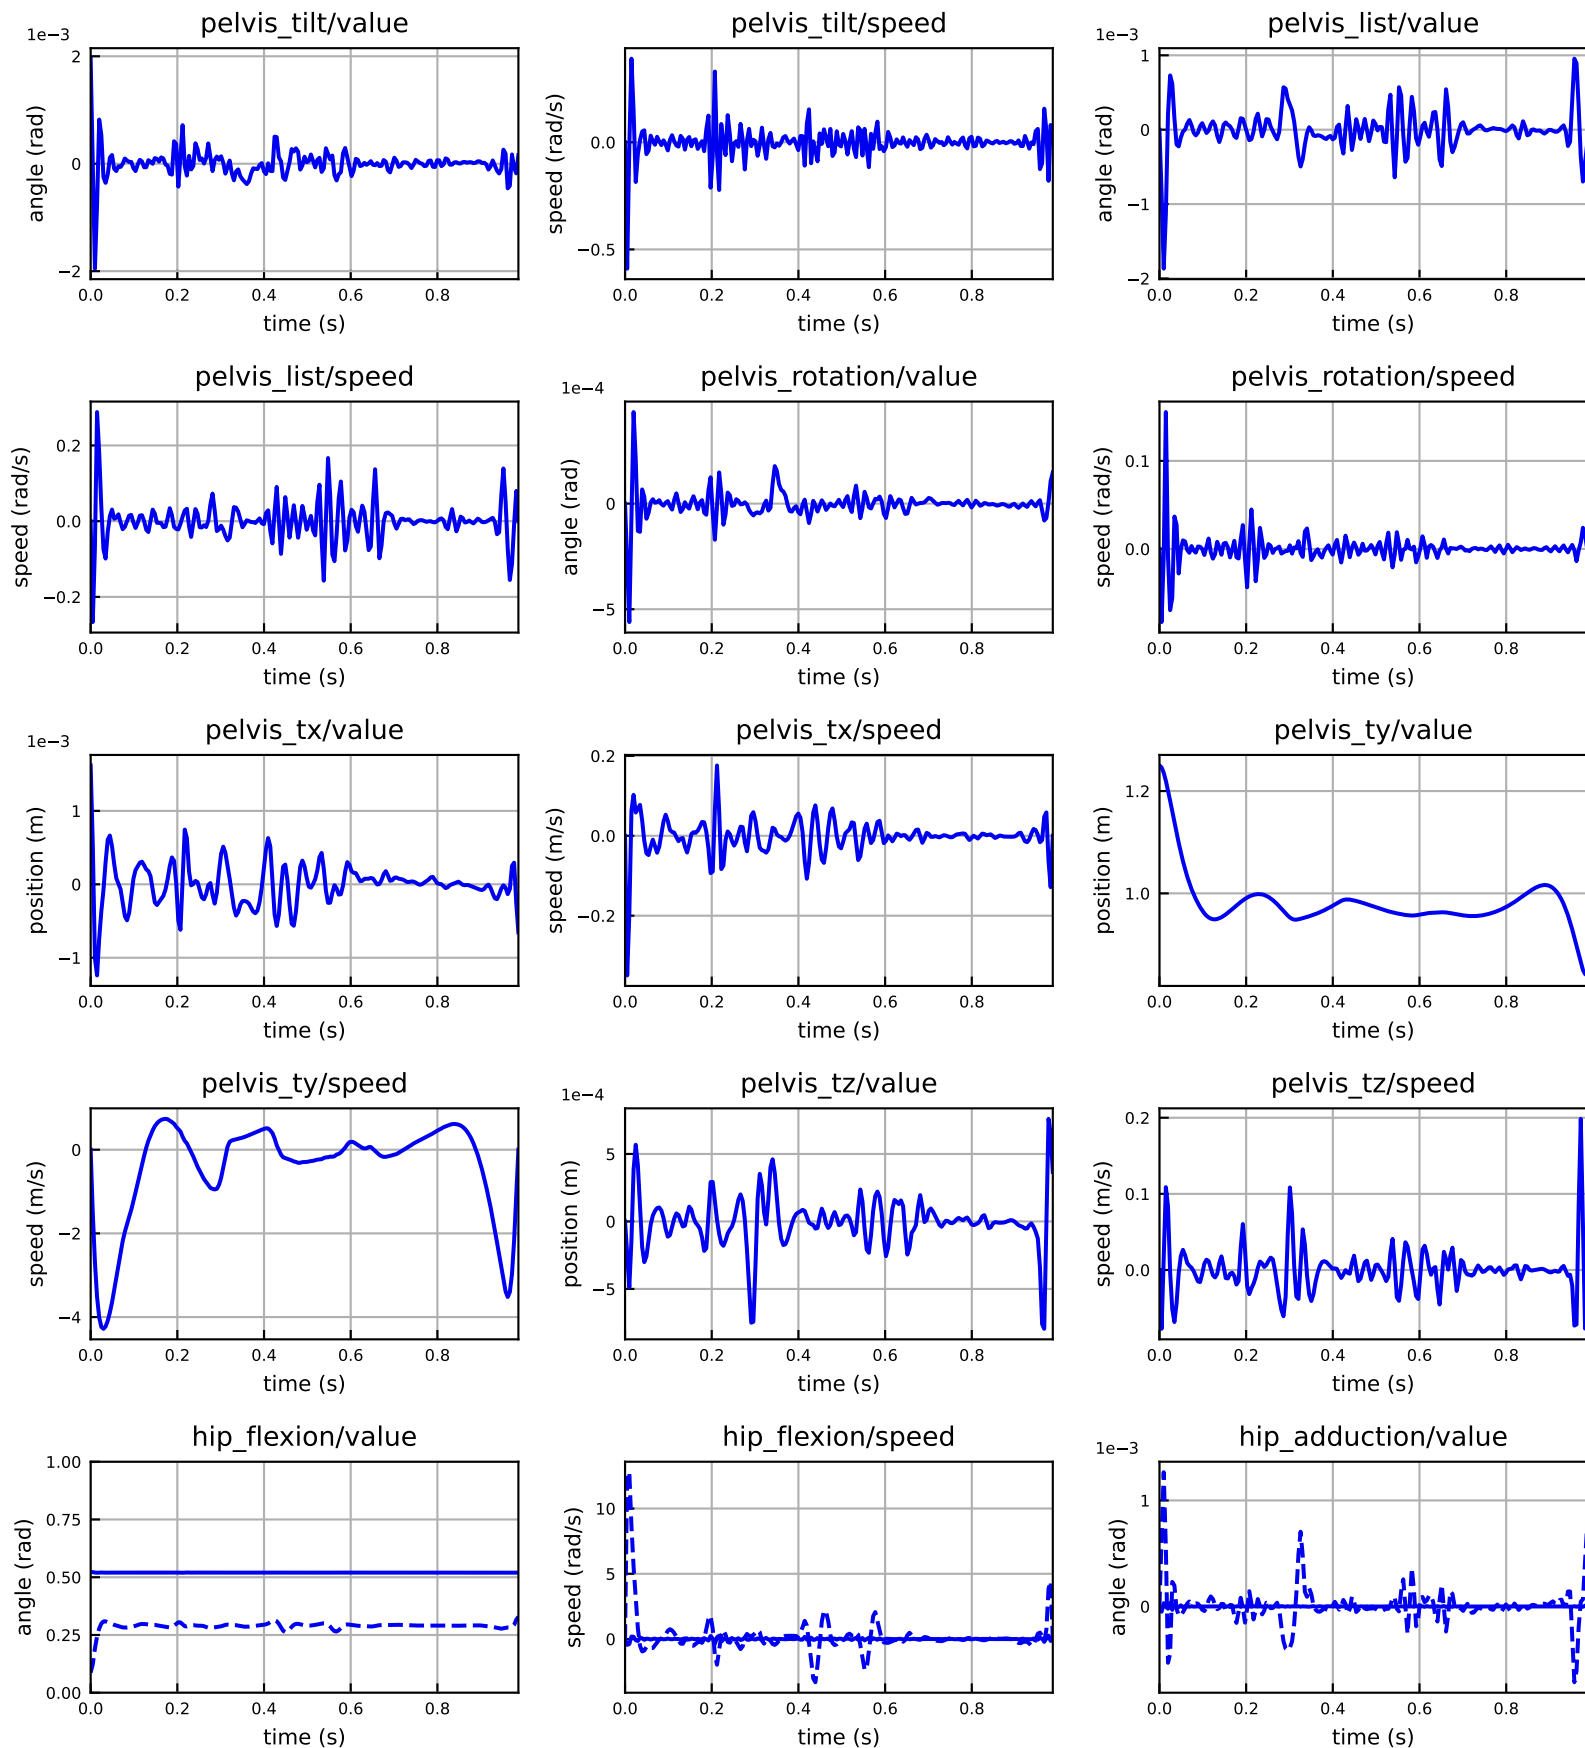 pelvis_tilt/value
1e−3
angle (rad)
2
0
−2
0.0 0.2 0.4 0.6 0.8
time (s)
pelvis_tilt/speed
speed (rad/s)
0.0
−0.5
0.0 0.2 0.4 0.6 0.8
time (s)
pelvis_list/value
1e−3
angle (rad)
1
0
−1
−2
0.0 0.2 0.4 0.6 0.8
time (s)
pelvis_list/speed
speed (rad/s)
0.2
0.0
−0.2
0.0 0.2 0.4 0.6 0.8
time (s)
pelvis_rotation/value
1e−4
angle (rad)
0
−5
0.0 0.2 0.4 0.6 0.8
time (s)
pelvis_rotation/speed
speed (rad/s)
0.1
0.0
0.0 0.2 0.4 0.6 0.8
time (s)
pelvis_tx/value
1e−3
position (m)
1
0
−1
0.0 0.2 0.4 0.6 0.8
time (s)
pelvis_tx/speed
speed (m/s)
0.2
0.0
−0.2
0.0 0.2 0.4 0.6 0.8
time (s)
pelvis_ty/value
position (m)
1.2
1.0
0.0 0.2 0.4 0.6 0.8
time (s)
pelvis_ty/speed
speed (m/s)
0
−2
−4
0.0 0.2 0.4 0.6 0.8
time (s)
pelvis_tz/value
1e−4
position (m)
5
0
−5
0.0 0.2 0.4 0.6 0.8
time (s)
pelvis_tz/speed
speed (m/s)
0.2
0.1
0.0
0.0 0.2 0.4 0.6 0.8
time (s)
hip_flexion/value
angle (rad)
1.00
0.75
0.50
0.25
0.00
0.0 0.2 0.4 0.6 0.8
time (s)
hip_flexion/speed
speed (rad/s)
10
5
0
0.0 0.2 0.4 0.6 0.8
time (s)
hip_adduction/value
1e−3
angle (rad)
1
0
0.0 0.2 0.4 0.6 0.8
time (s)